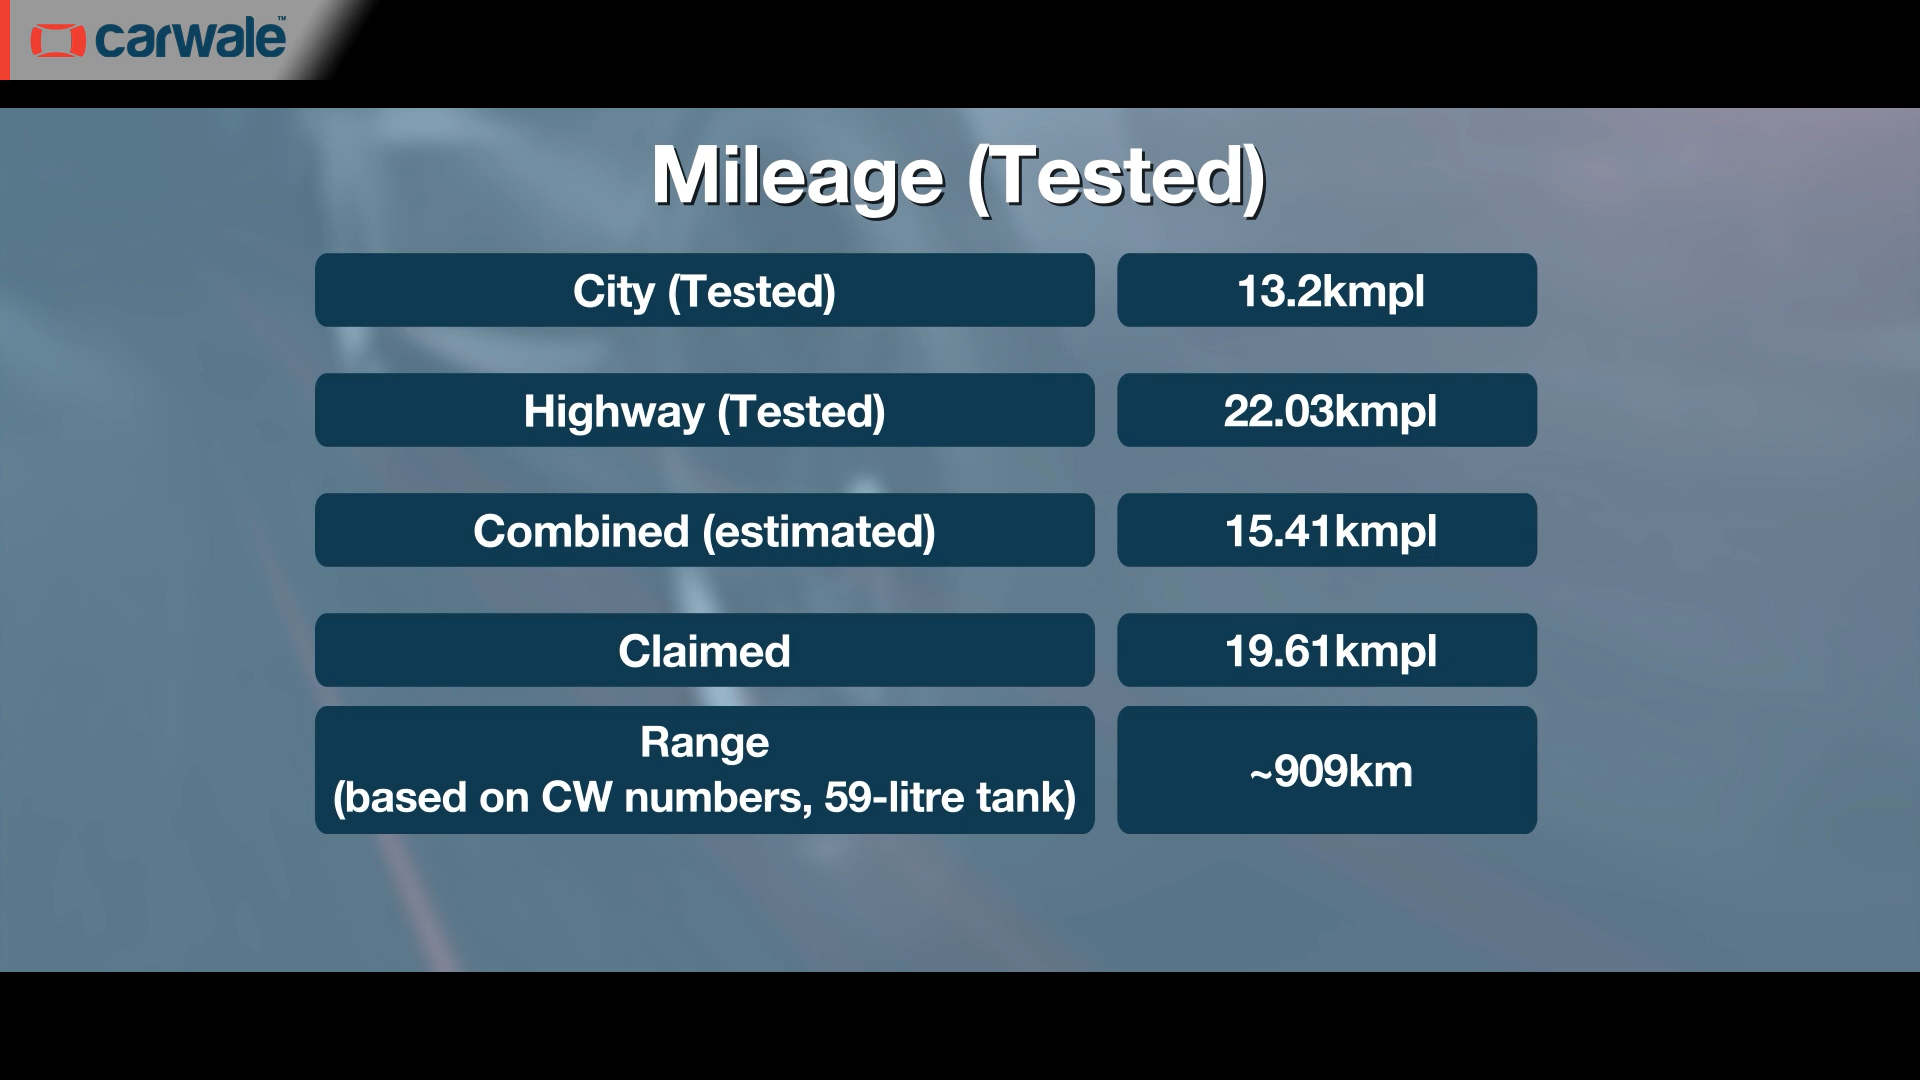 carwale™
Mileage (Tested)
City (Tested) 13.2kmpl
Highway (Tested) 22.03kmpl
Combined (estimated) 15.41kmpl
Claimed 19.61kmpl
Range
(based on CW numbers, 59-litre tank) ~909km